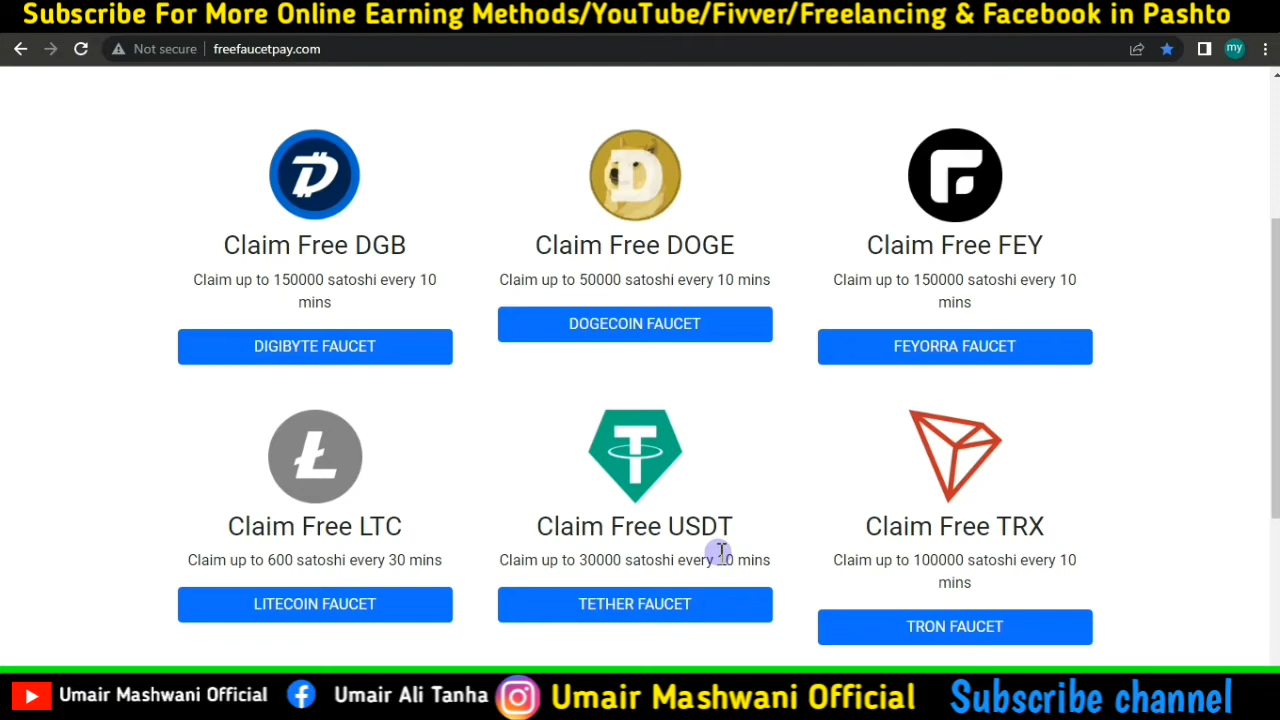 Subscribe For More Online Earning Methods/YouTube/Fivver/Freelancing & Facebook in Pashto
Not secure freefaucetpay.com my
Claim Free DGB
Claim up to 150000 satoshi every 10
mins
DIGIBYTE FAUCET
Claim Free DOGE
Claim up to 50000 satoshi every 10 mins
DOGECOIN FAUCET
Claim Free FEY
Claim up to 150000 satoshi every 10
mins
FEYORRA FAUCET
Claim Free LTC
Claim up to 600 satoshi every 30 mins
LITECOIN FAUCET
Claim Free USDT
Claim up to 30000 satoshi every mins
TETHER FAUCET
Claim Free TRX
Claim up to 100000 satoshi every 10
mins
TRON FAUCET
Umair Mashwani Official Umair Ali Tanha Umair Mashwani Official Subscribe channel